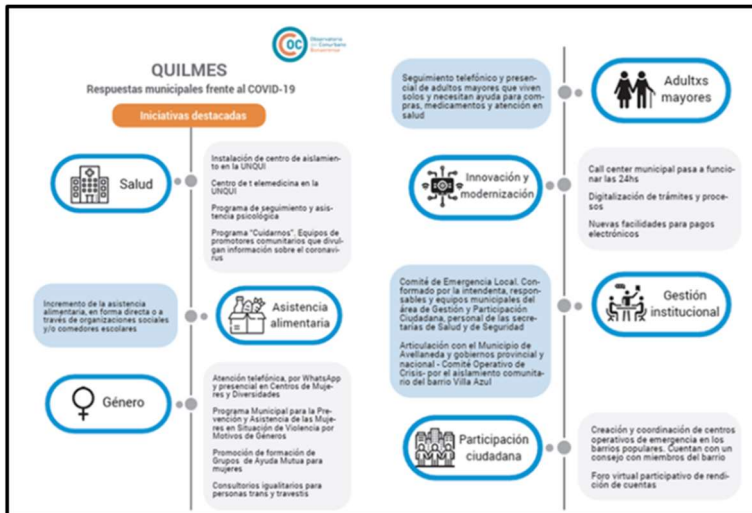 Observatorio
del Conurbano
Bonaerense
QUILMES
Respuestas municipales frente al COVID-19
Iniciativas destacadas
Salud
Instalación de centro de aislamien-
to en la UNQUI
Centro de t elemedicina en la
UNQUI
Programa de seguimiento y asis-
tencia psicológica
Programa "Cuidarnos". Equipos de
promotores comunitarios que divul-
gan información sobre el coronavi-
rus
Incremento de la asistencia
alimentaria, en forma directa o a
través de organizaciones sociales
y/o comedores escolares
Asistencia
alimentaria
Género
Atención telefónica, por WhatsApp
y presencial en Centros de Muje-
res y Diversidades
Programa Municipal para la Pre-
vención y Asistencia de las Muje-
res en Situación de Violencia por
Motivos de Géneros
Promoción de formación de
Grupos de Ayuda Mutua para
mujeres
Consultorios igualitarios para
personas trans y travestis
Seguimiento telefónico y presen-
cial de adultos mayores que viven
solos y necesitan ayuda para com-
pras, medicamentos y atención en
salud
Adultxs
mayores
Innovación y
modernización
Call center municipal pasa a funcio-
nar las 24hs
Digitalización de trámites y proce-
sos
Nuevas facilidades para pagos
electrónicos
Comité de Emergencia Local. Con-
formado por la intendenta, respon-
sables y equipos municipales del
área de Gestión y Participación
Ciudadana, personal de las secre-
tarías de Salud y de Seguridad
Articulación con el Municipio de
Avellaneda y gobiernos provincial y
nacional - Comité Operativo de
Crisis- por el aislamiento comunita-
rio del barrio Villa Azul
Gestión
institucional
Participación
ciudadana
Creación y coordinación de centros
operativos de emergencia en los
barrios populares. Cuentan con un
consejo con miembros del barrio
Foro virtual participativo de rendi-
ción de cuentas